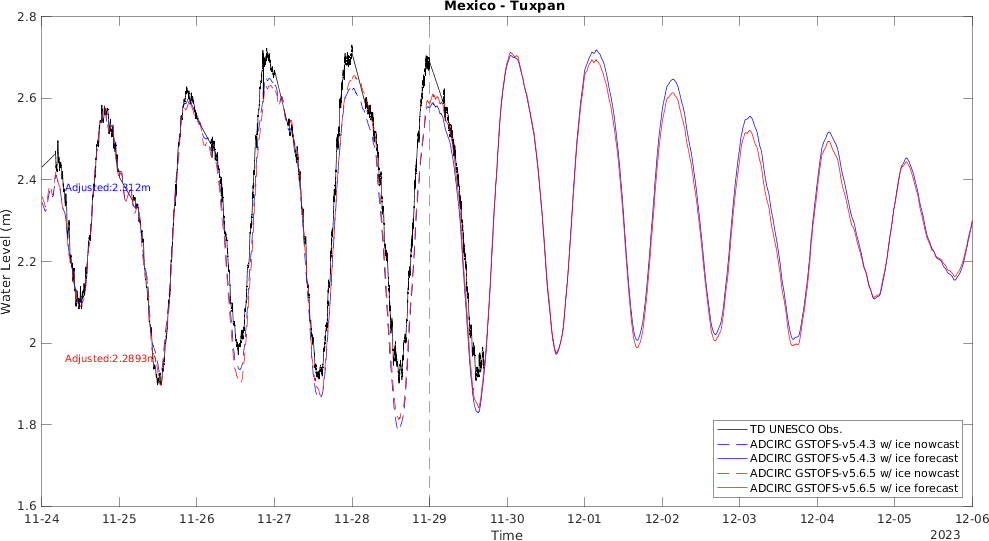 Mexico - Tuxpan
2.8
2.6
2.4
2.2
2
1.8
1.6
Water Level (m)
Adjusted:2.312m
Adjusted:2.2893m
TD UNESCO Obs.
ADCIRC GSTOFS-v5.4.3 w/ ice nowcast
ADCIRC GSTOFS-v5.4.3 w/ ice forecast
ADCIRC GSTOFS-v5.6.5 w/ ice nowcast
ADCIRC GSTOFS-v5.6.5 w/ ice forecast
11-24 11-25 11-26 11-27 11-28 11-29 11-30 12-01 12-02 12-03 12-04 12-05 12-06
Time
2023